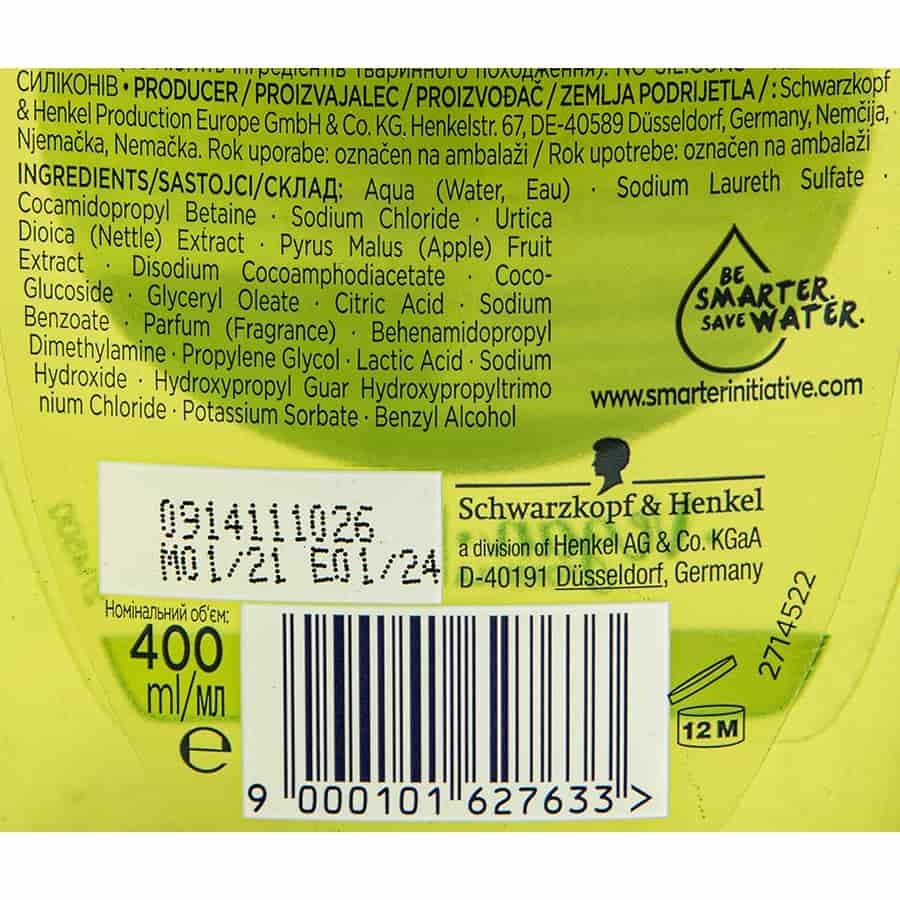 інгредієнтів тваринного походження). NO SILICONS
СИЛІКОНІВ • PRODUCER / PROIZVAJALEC / PROIZVOĐAČ / ZEMLJA PODRIJETLA / : Schwarzkopf
& Henkel Production Europe GmbH & Co. KG. Henkelstr. 67, DE-40589 Düsseldorf, Germany, Nemčija,
Njemačka, Nemačka. Rok uporabe: označen na ambalaži / Rok upotrebe: označen na ambalaži
INGREDIENTS/SASTOJCI/СКЛАД: Aqua (Water, Eau) · Sodium Laureth Sulfate ·
Cocamidopropyl Betaine · Sodium Chloride · Urtica
Dioica (Nettle) Extract · Pyrus Malus (Apple) Fruit
Extract · Disodium Cocoamphodiacetate · Coco-
Glucoside · Glyceryl Oleate · Citric Acid · Sodium
Benzoate · Parfum (Fragrance) · Behenamidopropyl
Dimethylamine · Propylene Glycol · Lactic Acid · Sodium
Hydroxide · Hydroxypropyl Guar Hydroxypropyltrimo
nium Chloride · Potassium Sorbate · Benzyl Alcohol
BE
SMARTER.
SAVE WATER.
www.smarterinitiative.com
0914111026
M01/21 E01/24
Schwarzkopf & Henkel
a division of Henkel AG & Co. KGaA
D-40191 Düsseldorf, Germany
Номінальний об'єм:
400
ml/мл
e
9 000101 627633 >
12 M
2714522